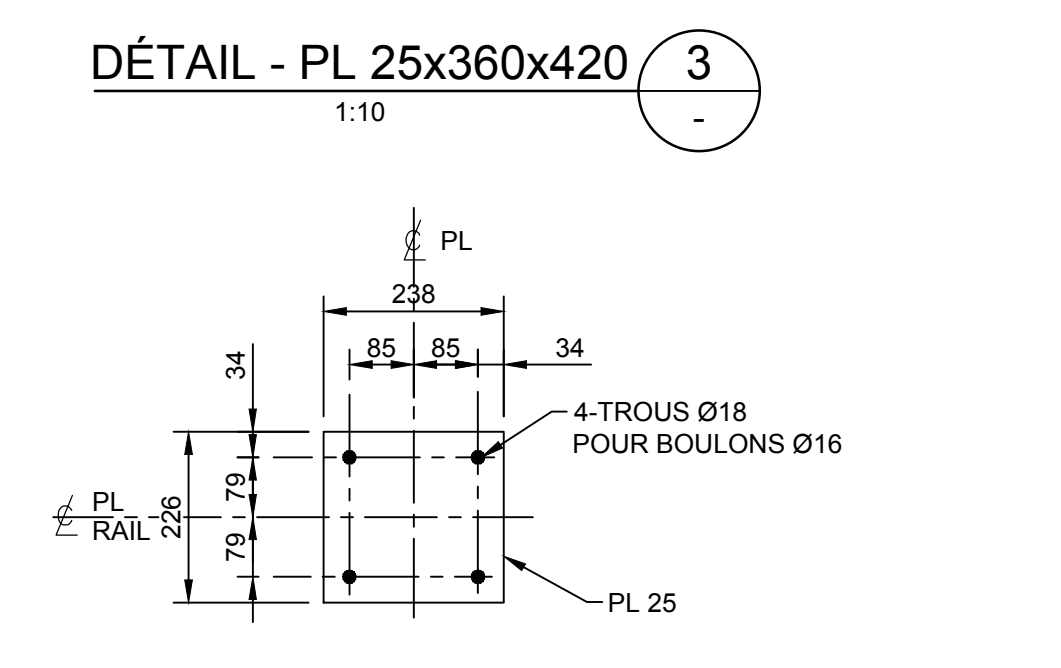 DÉTAIL - PL 25x360x420
3
1:10
-
℄ PL
238
85
85
34
34
4-TROUS Ø18
POUR BOULONS Ø16
79
℄ PL
RAIL
226
79
PL 25